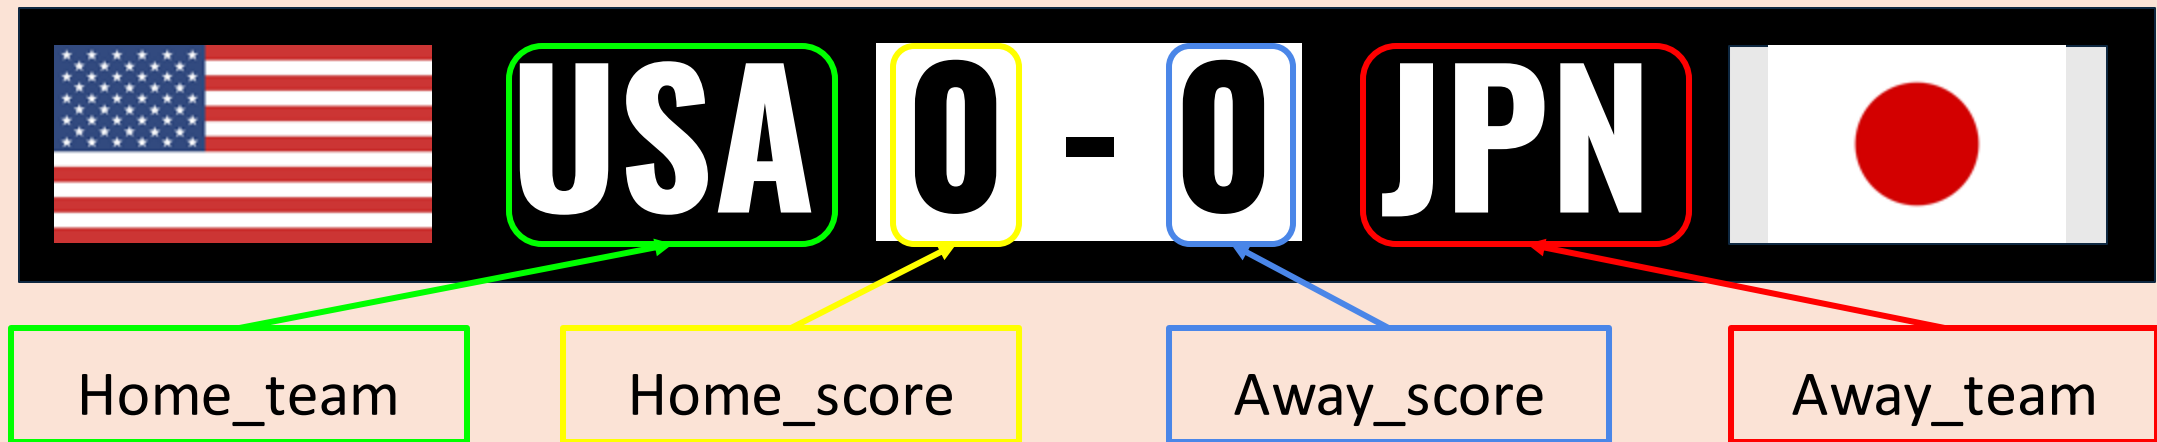 USA 0 - 0 JPN
Home_team Home_score Away_score Away_team